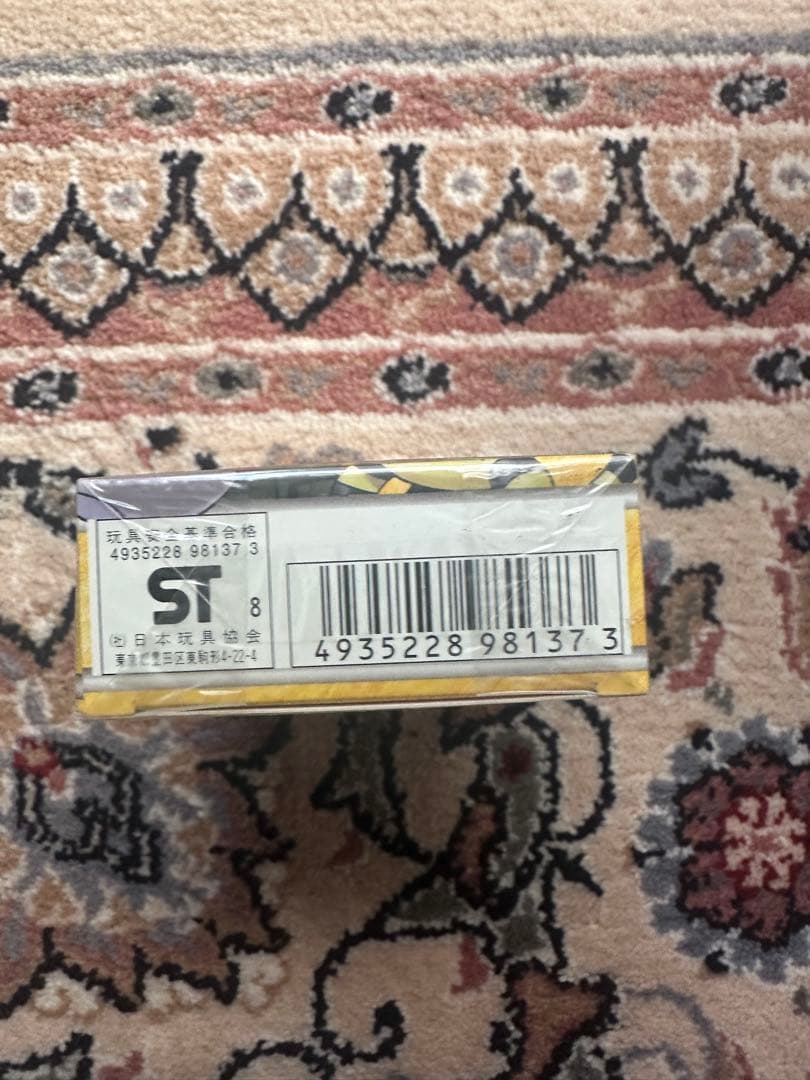 玩具安全基準合格
4935228 98137 3
ST
8
㈳日本玩具協会
東京都墨田区東駒形4-22-4
4935228 98137 3